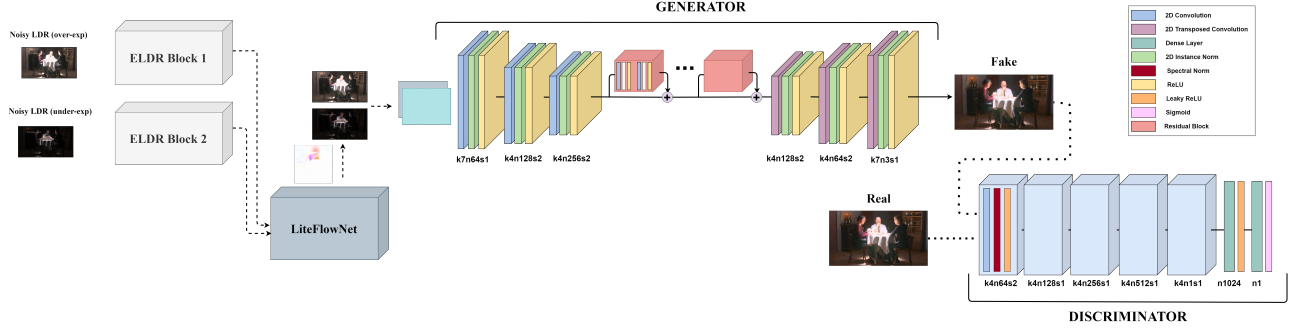 GENERATOR
Noisy LDR (over-exp)
ELDR Block 1
Noisy LDR (under-exp)
ELDR Block 2
LiteFlowNet
k7n64s1
k4n128s2
k4n256s2
...
k4n128s2
k4n64s2
k7n3s1
Fake
Real
2D Convolution
2D Transposed Convolution
Dense Layer
2D Instance Norm
Spectral Norm
ReLU
Leaky ReLU
Sigmoid
Residual Block
k4n64s2
k4n128s1
k4n256s1
k4n512s1
k4n1s1
n1024
n1
DISCRIMINATOR